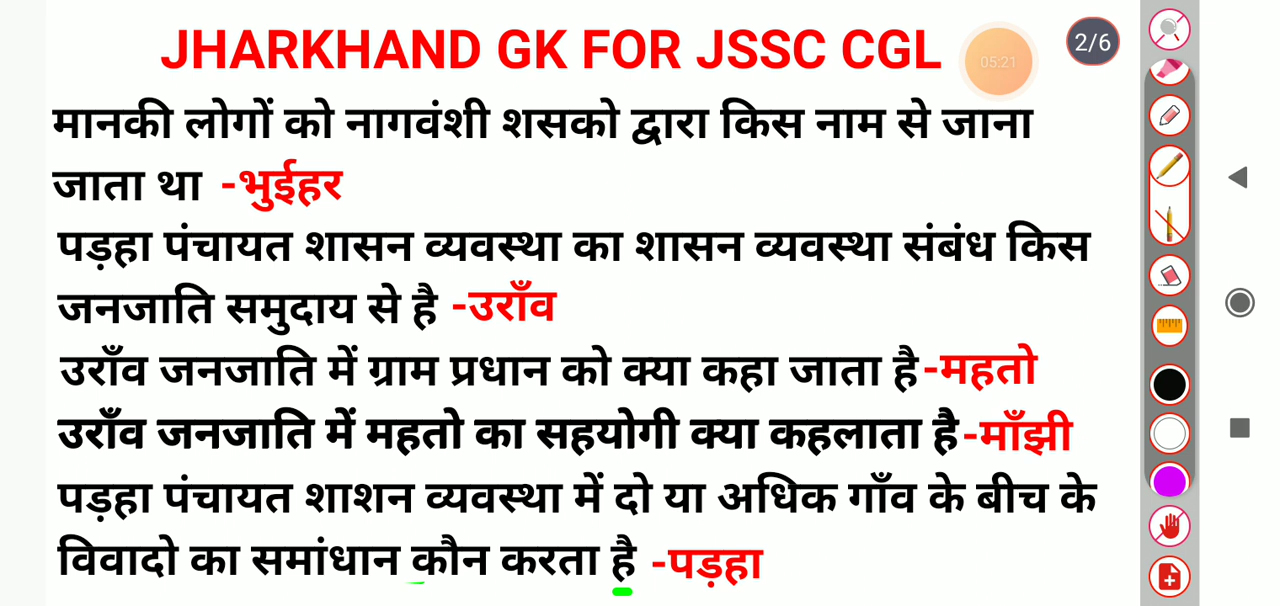 JHARKHAND GK FOR JSSC CGL
05:21
2/6
मानकी लोगों को नागवंशी शसको द्वारा किस नाम से जाना
जाता था -भुईहर
पड़हा पंचायत शासन व्यवस्था का शासन व्यवस्था संबंध किस
जनजाति समुदाय से है -उराँव
उराँव जनजाति में ग्राम प्रधान को क्या कहा जाता है-महतो
उराँव जनजाति में महतो का सहयोगी क्या कहलाता है-माँझी
पड़हा पंचायत शाशन व्यवस्था में दो या अधिक गाँव के बीच के
विवादो का समांधान कौन करता है -पड़हा